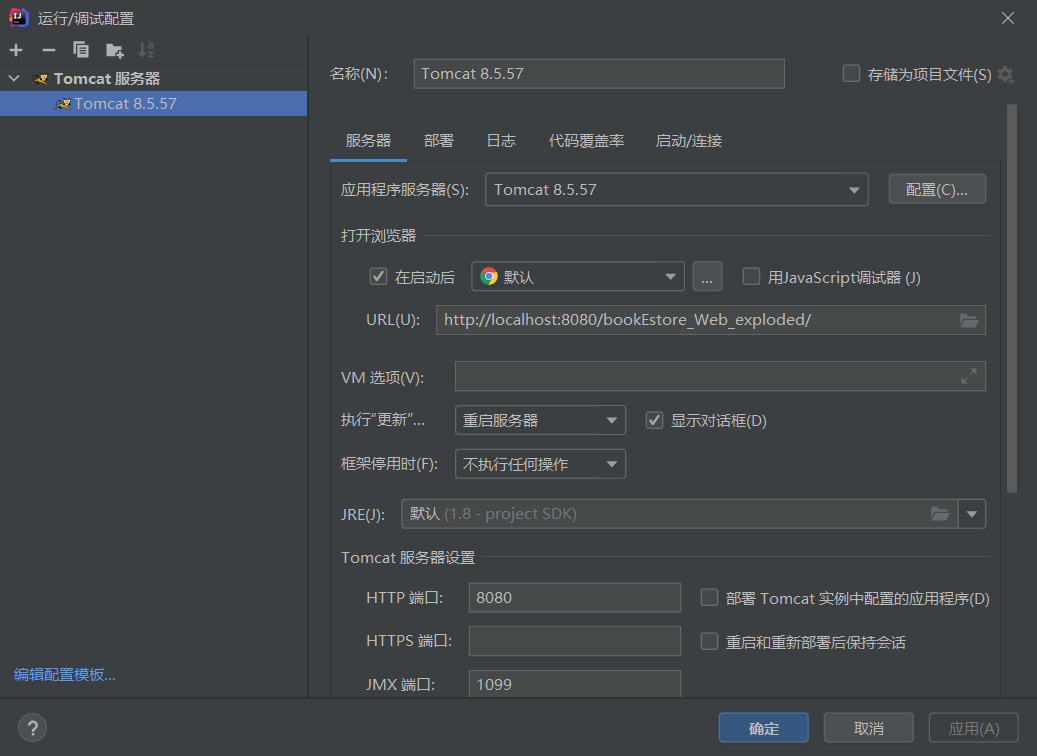 运行/调试配置
Tomcat 服务器
Tomcat 8.5.57
编辑配置模板...
名称(N):
Tomcat 8.5.57
存储为项目文件(S)
服务器 部署 日志 代码覆盖率 启动/连接
应用程序服务器(S): Tomcat 8.5.57 配置(C)...
打开浏览器
在启动后 默认 ... 用JavaScript调试器 (J)
URL(U): http://localhost:8080/bookEstore_Web_exploded/
VM 选项(V):
执行“更新”... 重启服务器 显示对话框(D)
框架停用时(F): 不执行任何操作
JRE(J): 默认 (1.8 - project SDK)
Tomcat 服务器设置
HTTP 端口: 8080 部署 Tomcat 实例中配置的应用程序(D)
HTTPS 端口: 重启和重新部署后保持会话
JMX 端口: 1099
? 确定 取消 应用(A)